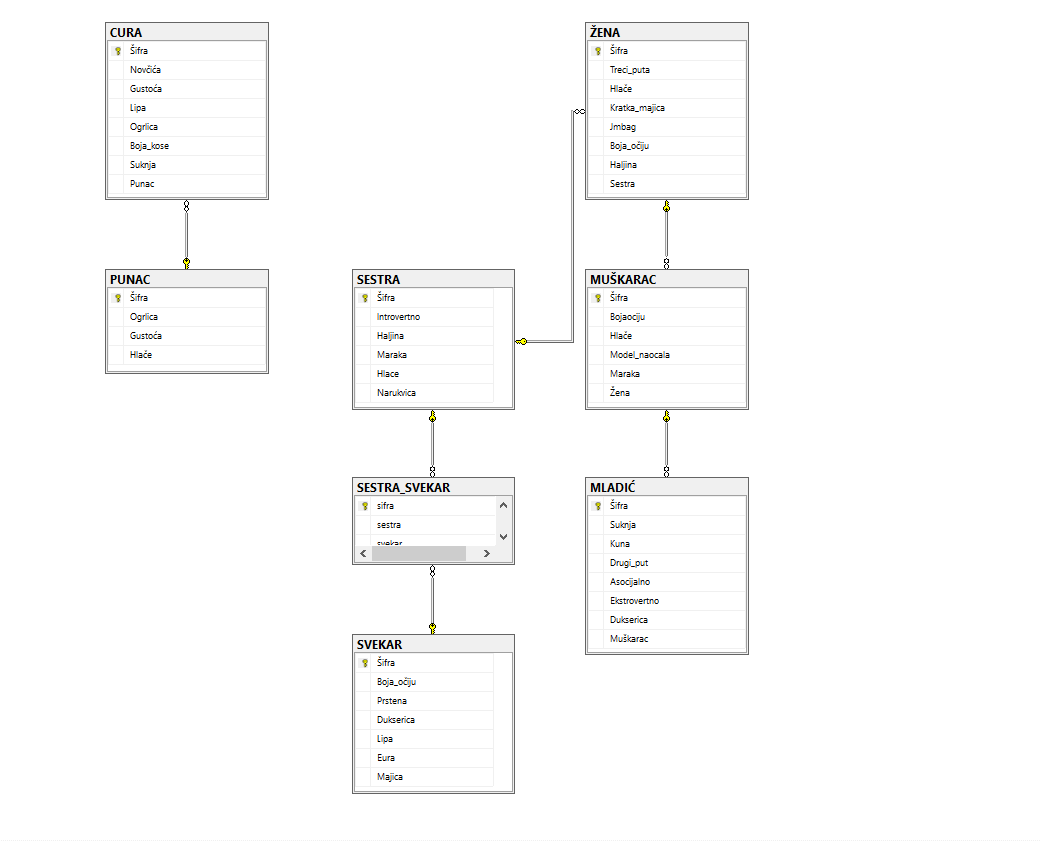 CURA
Šifra
Novčića
Gustoća
Lipa
Ogrlica
Boja_kose
Suknja
Punac
PUNAC
Šifra
Ogrlica
Gustoća
Hlače
SESTRA
Šifra
Introvertno
Haljina
Maraka
Hlace
Narukvica
SESTRA_SVEKAR
sifra
sestra
svekar
SVEKAR
Šifra
Boja_očiju
Prstena
Dukserica
Lipa
Eura
Majica
ŽENA
Šifra
Treci_puta
Hlače
Kratka_majica
Jmbag
Boja_očiju
Haljina
Sestra
MUŠKARAC
Šifra
Bojaociju
Hlače
Model_naocala
Maraka
Žena
MLADIĆ
Šifra
Suknja
Kuna
Drugi_put
Asocijalno
Ekstrovertno
Dukserica
Muškarac